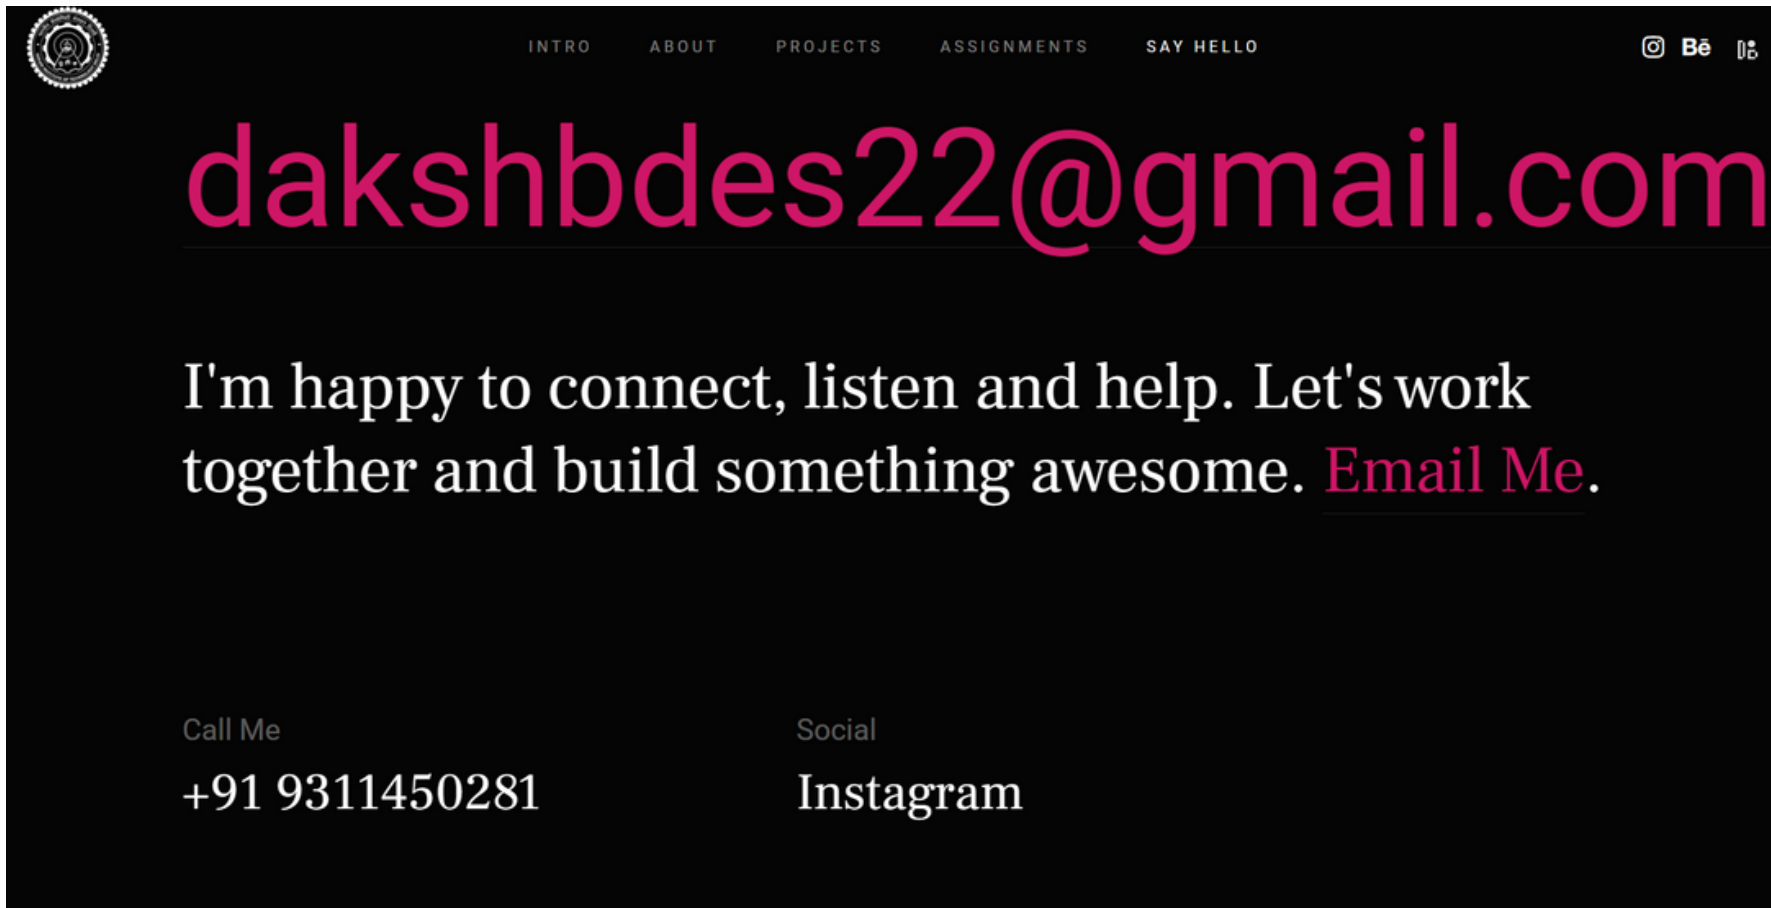 INTRO ABOUT PROJECTS ASSIGNMENTS SAY HELLO
Bē
dakshbdes22@gmail.com
I'm happy to connect, listen and help. Let's work
together and build something awesome. Email Me.
Call Me
+91 9311450281
Social
Instagram